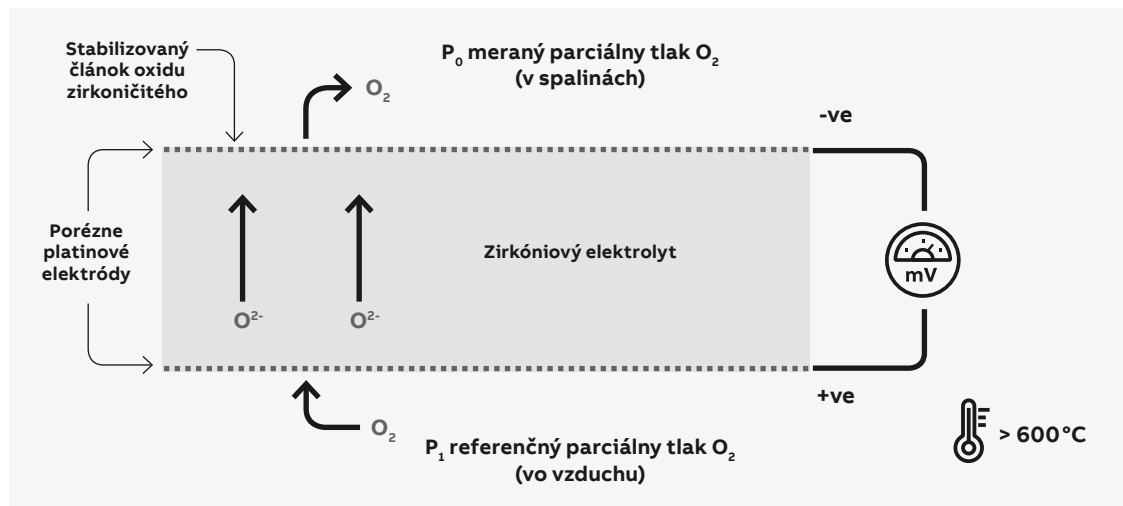 Stabilizovaný
článok oxidu
zirkoničitého
P₀ meraný parciálny tlak O₂
(v spalinách)
O₂
-ve
Porézne
platinové
elektródy
Zirkóniový elektrolyt
mV
O²⁻
O²⁻
+ve
O₂
P₁ referenčný parciálny tlak O₂
(vo vzduchu)
> 600 °C